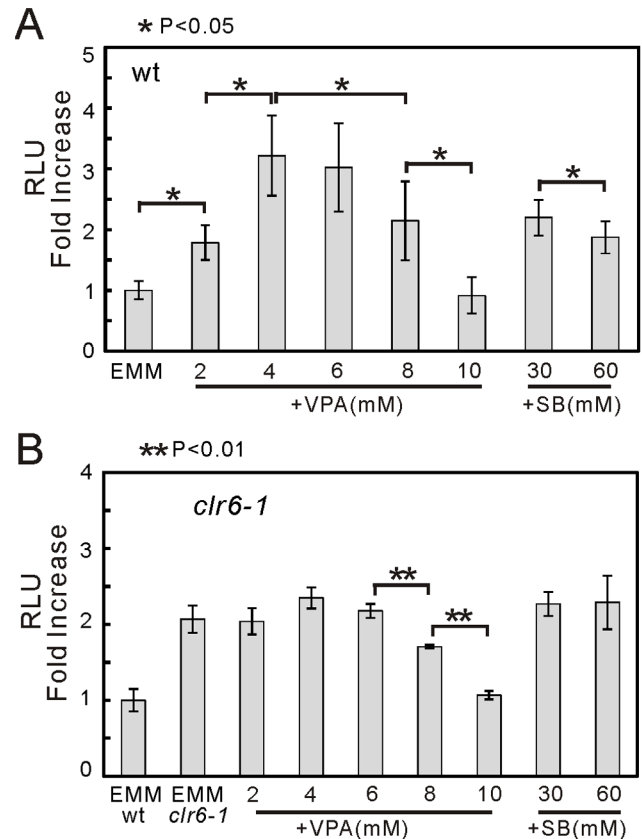 A
* P<0.05
wt
RLU
Fold Increase
5
4
3
2
1
0
* * * * *
EMM 2 4 6 8 10 30 60
+VPA(mM) +SB(mM)
B
** P<0.01
clr6-1
RLU
Fold Increase
4
3
2
1
0
** **
EMM EMM 2 4 6 8 10 30 60
wt clr6-1
+VPA(mM) +SB(mM)